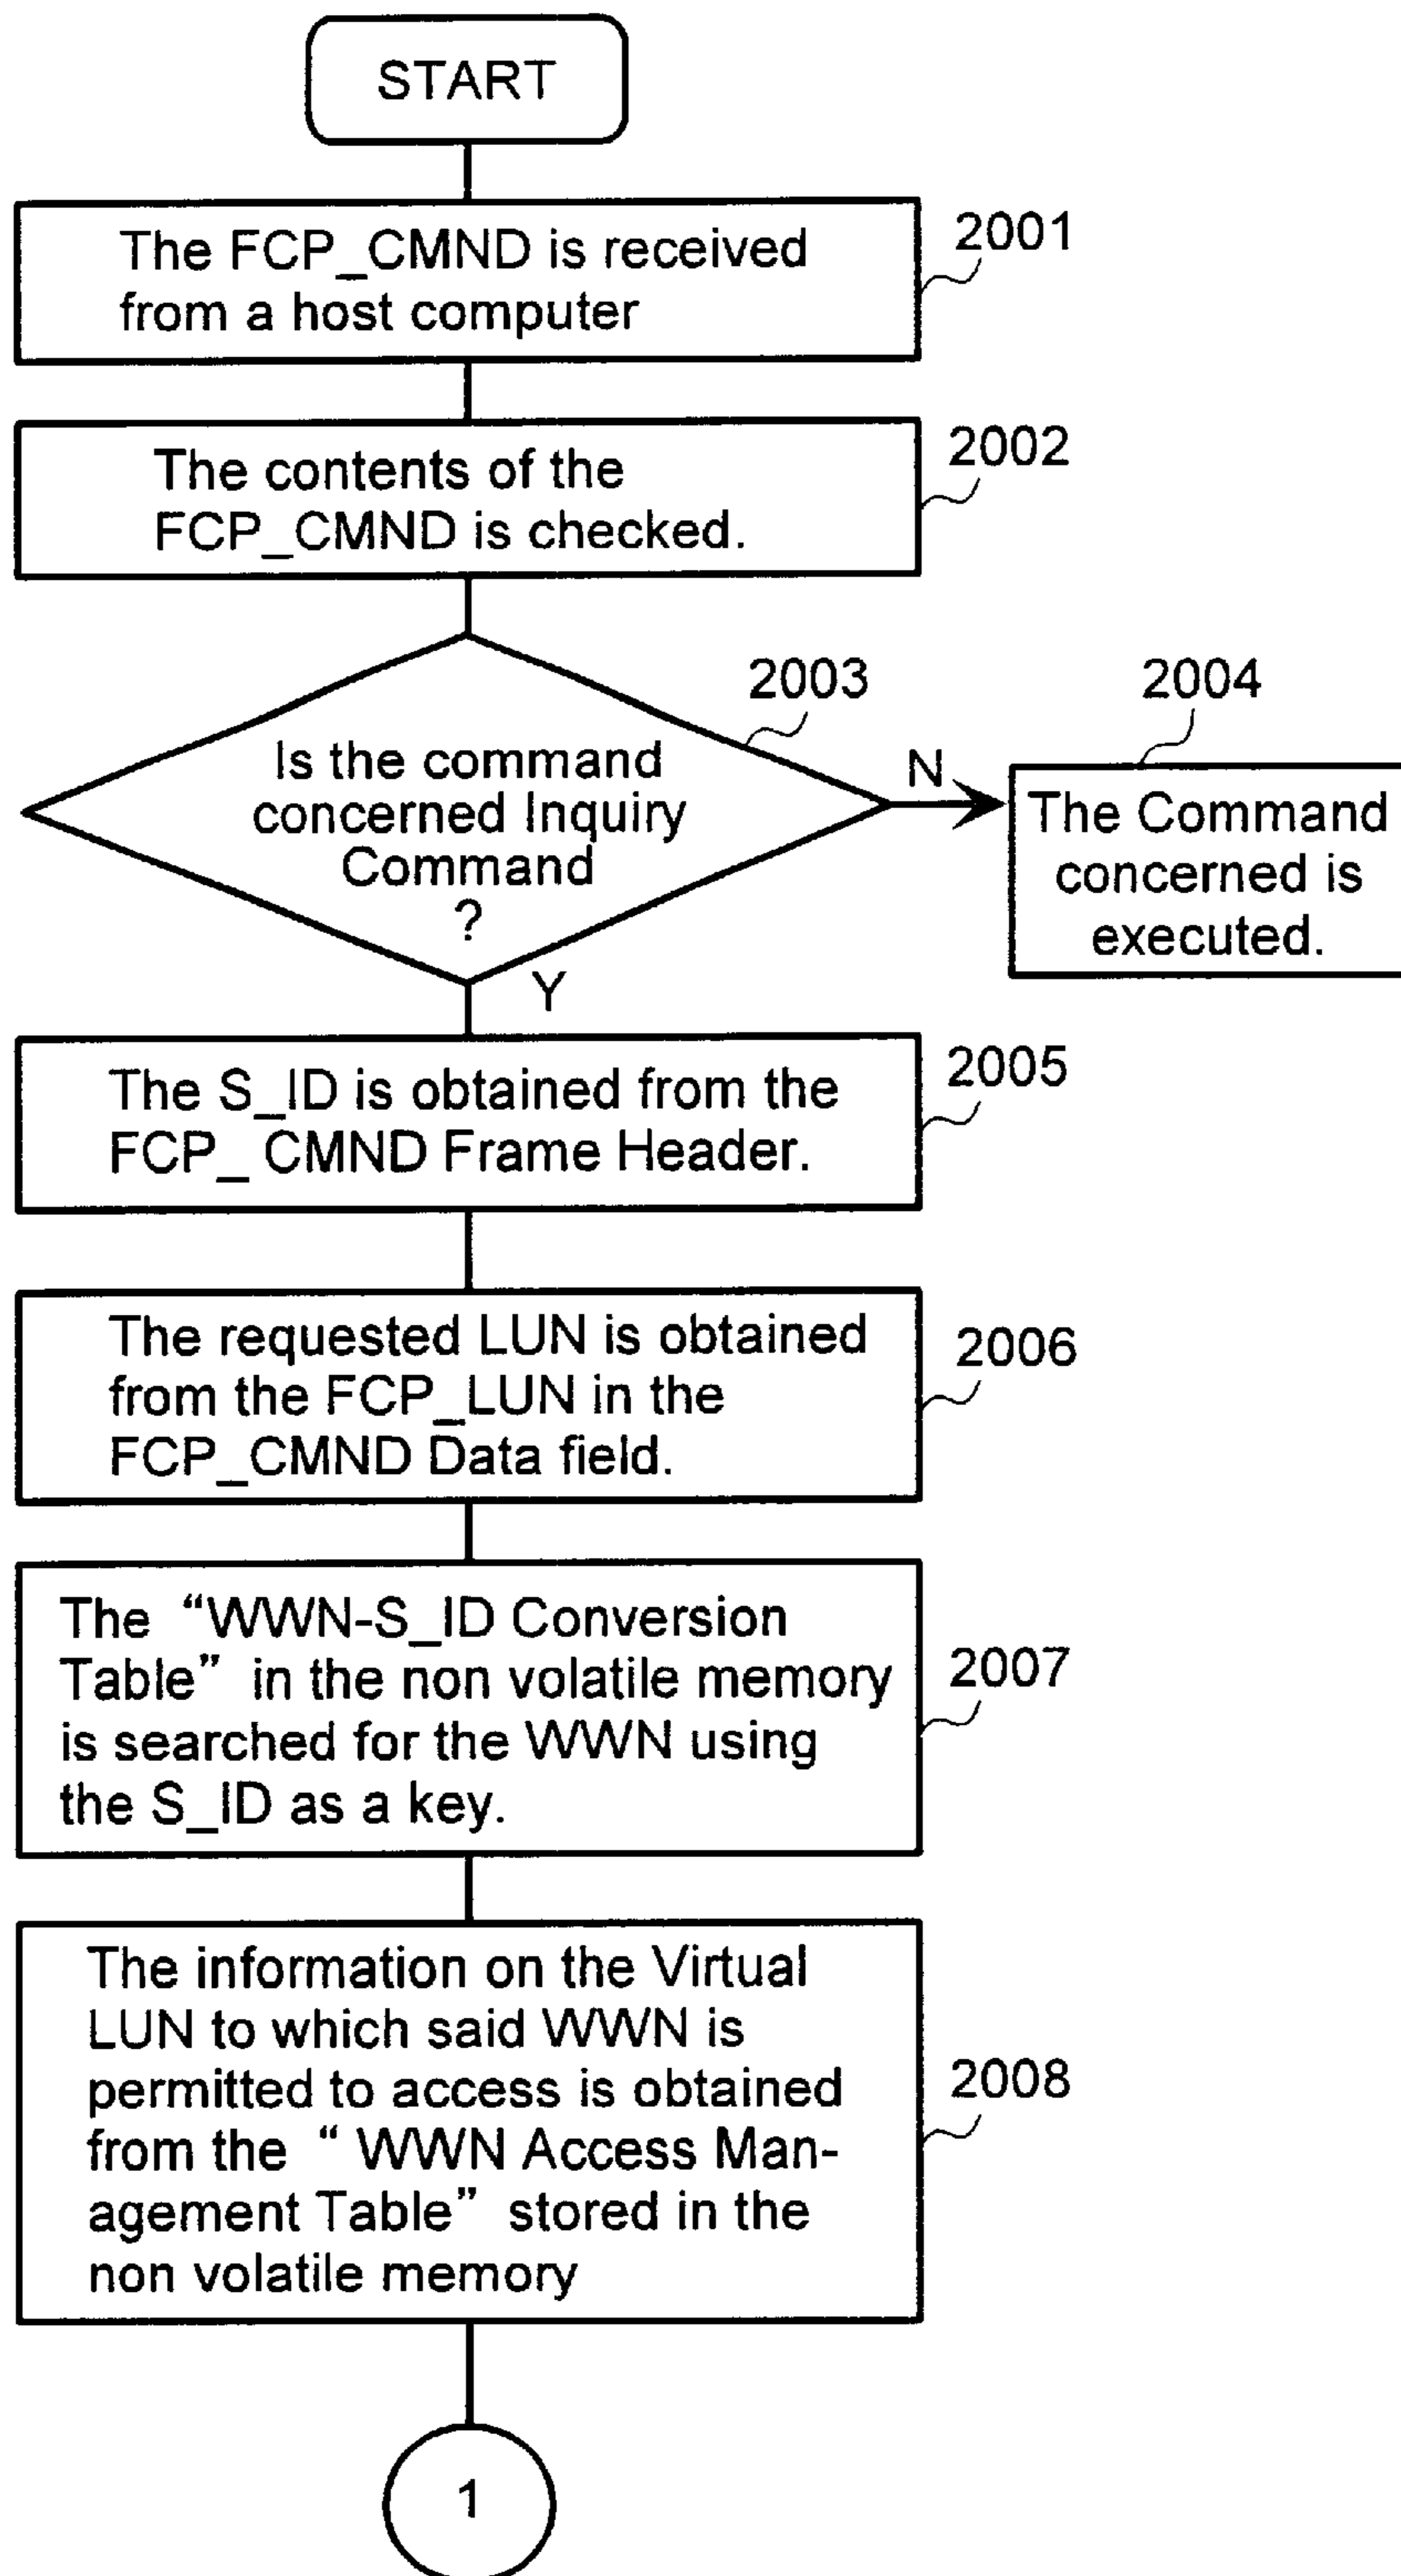 START
The FCP_CMND is received
from a host computer
2001
The contents of the
FCP_CMND is checked.
2002
Is the command
concerned Inquiry
Command
?
2003
N
2004
The Command
concerned is
executed.
Y
The S_ID is obtained from the
FCP_ CMND Frame Header.
2005
The requested LUN is obtained
from the FCP_LUN in the
FCP_CMND Data field.
2006
The “WWN-S_ID Conversion
Table” in the non volatile memory
is searched for the WWN using
the S_ID as a key.
2007
The information on the Virtual
LUN to which said WWN is
permitted to access is obtained
from the “ WWN Access Man-
agement Table” stored in the
non volatile memory
2008
1